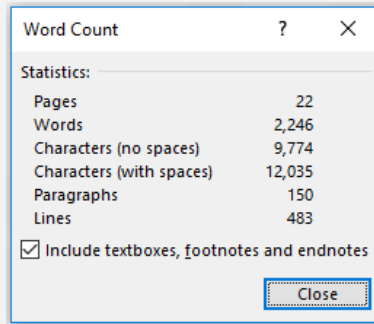 Word Count ? ×
Statistics:
Pages 22
Words 2,246
Characters (no spaces) 9,774
Characters (with spaces) 12,035
Paragraphs 150
Lines 483
Include textboxes, footnotes and endnotes
Close